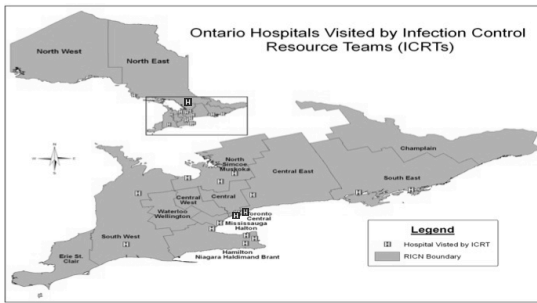 Ontario Hospitals Visited by Infection Control
Resource Teams (ICRTs)
North West
North East
North
Simcoe
Muskoka
Central East
Champlain
South East
Central
West
Central
Waterloo
Wellington
Toronto
Central
Mississauga
Halton
South West
Hamilton
Niagara Haldimand Brant
Erie St.
Clair
Legend
H Hospital Visited by ICRT
RICN Boundary